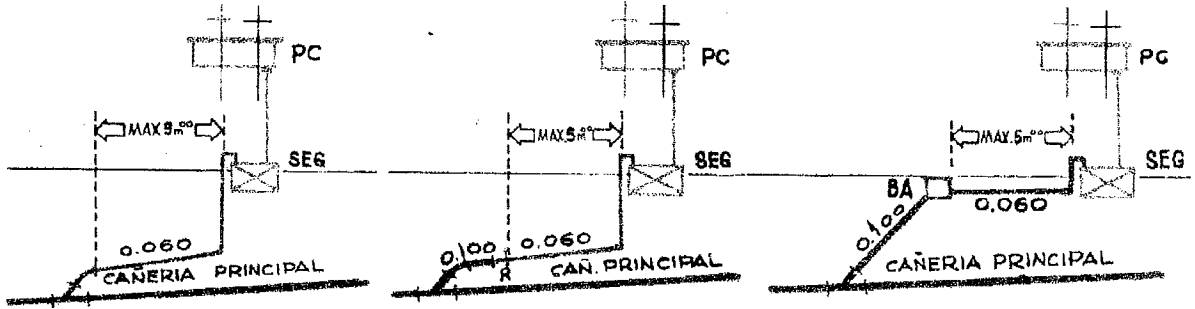 PC
MAX 5m⁰⁰
SEG
0.060
CAÑERIA PRINCIPAL
PC
MAX.5m⁰⁰
SEG
0.100
0.060
R
CAÑ. PRINCIPAL
PC
MAX.5m⁰⁰
SEG
BA
0.060
0.100
CAÑERIA PRINCIPAL